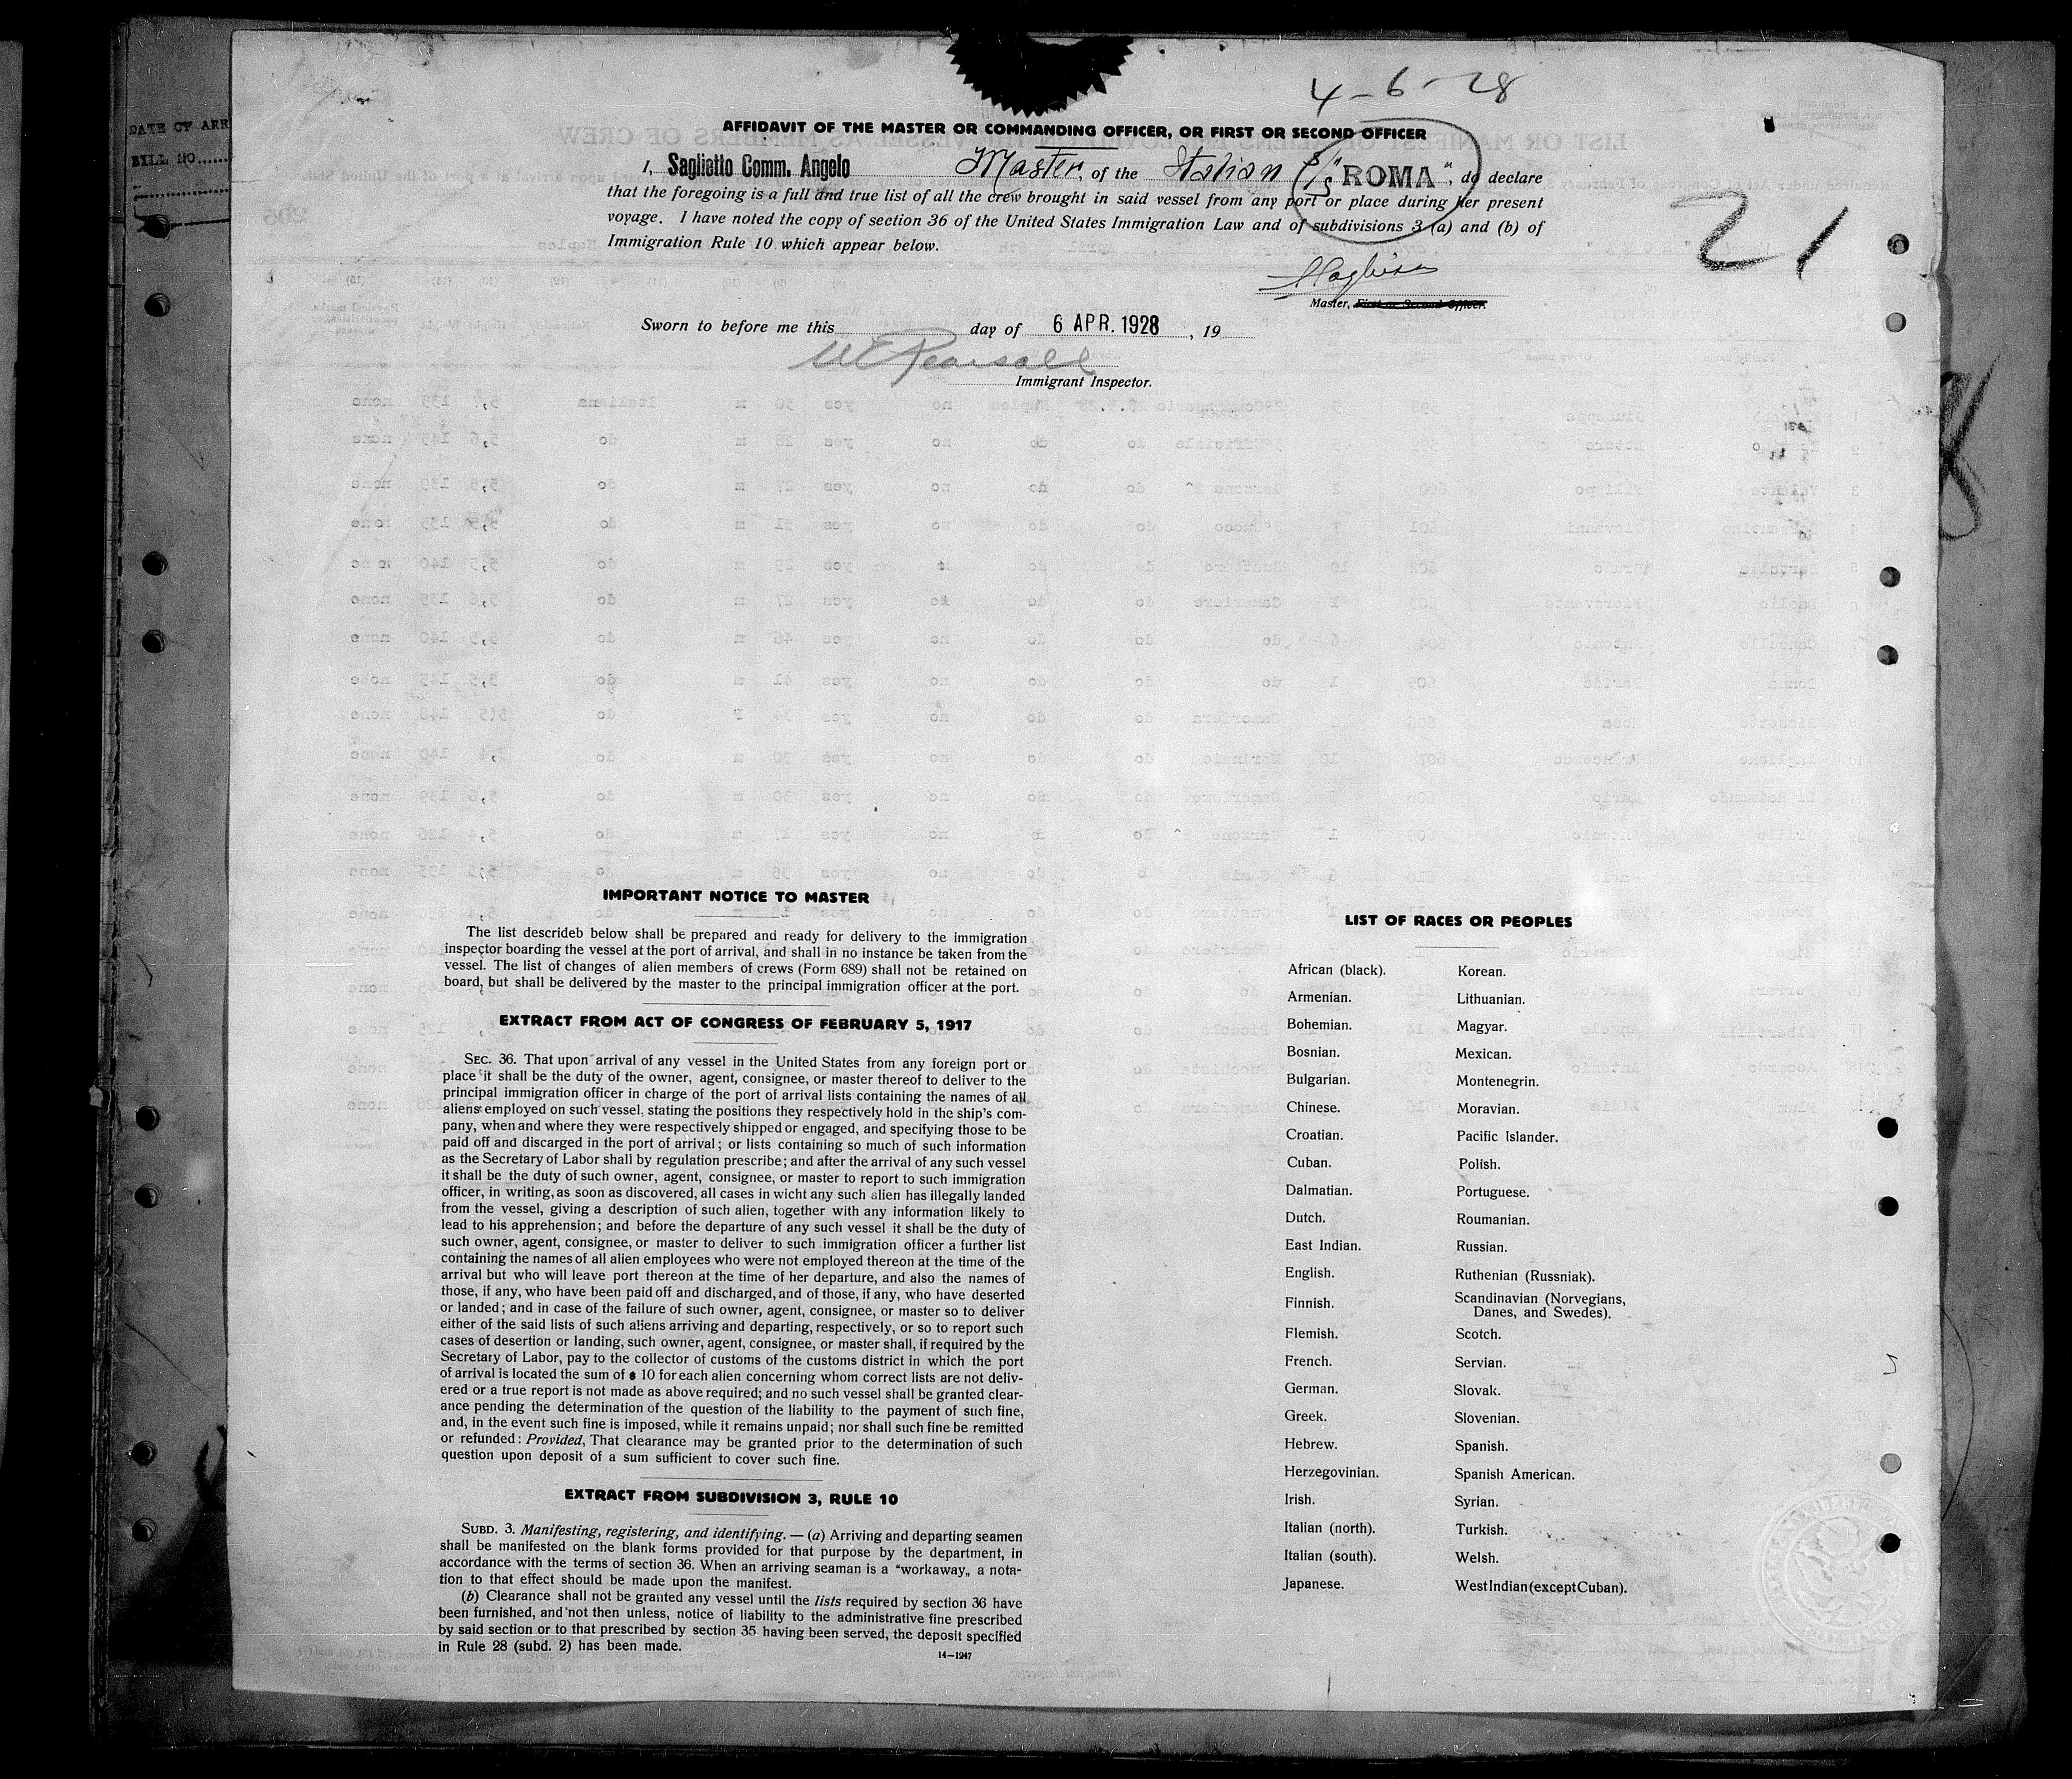 4-6-28
DATE OF ARR
BILL NO.......
AFFIDAVIT OF THE MASTER OR COMMANDING OFFICER, OR FIRST OR SECOND OFFICER
I, Saglietto Comm. Angelo Master, of the Italian S/S "ROMA", do declare
that the foregoing is a full and true list of all the crew brought in said vessel from any port or place during her present
voyage. I have noted the copy of section 36 of the United States Immigration Law and of subdivisions 3 (a) and (b) of
Immigration Rule 10 which appear below.
21
Master, First or Second Officer.
Sworn to before me this day of 6 APR. 1928, 19
W E Pearsall
Immigrant Inspector.
IMPORTANT NOTICE TO MASTER
The list descrideb below shall be prepared and ready for delivery to the immigration
inspector boarding the vessel at the port of arrival, and shall in no instance be taken from the
vessel. The list of changes of alien members of crews (Form 689) shall not be retained on
board, but shall be delivered by the master to the principal immigration officer at the port.
EXTRACT FROM ACT OF CONGRESS OF FEBRUARY 5, 1917
SEC. 36. That upon arrival of any vessel in the United States from any foreign port or
place it shall be the duty of the owner, agent, consignee, or master thereof to deliver to the
principal immigration officer in charge of the port of arrival lists containing the names of all
aliens employed on such vessel, stating the positions they respectively hold in the ship's com-
pany, when and where they were respectively shipped or engaged, and specifying those to be
paid off and discarged in the port of arrival; or lists containing so much of such information
as the Secretary of Labor shall by regulation prescribe; and after the arrival of any such vessel
it shall be the duty of such owner, agent, consignee, or master to report to such immigration
officer, in writing, as soon as discovered, all cases in wicht any such alien has illegally landed
from the vessel, giving a description of such alien, together with any information likely to
lead to his apprehension; and before the departure of any such vessel it shall be the duty of
such owner, agent, consignee, or master to deliver to such immigration officer a further list
containing the names of all alien employees who were not employed thereon at the time of the
arrival but who will leave port thereon at the time of her departure, and also the names of
those, if any, who have been paid off and discharged, and of those, if any, who have deserted
or landed; and in case of the failure of such owner, agent, consignee, or master so to deliver
either of the said lists of such aliens arriving and departing, respectively, or so to report such
cases of desertion or landing, such owner, agent, consignee, or master shall, if required by the
Secretary of Labor, pay to the collector of customs of the customs district in which the port
of arrival is located the sum of $ 10 for each alien concerning whom correct lists are not deliv-
ered or a true report is not made as above required; and no such vessel shall be granted clear-
ance pending the determination of the question of the liability to the payment of such fine,
and, in the event such fine is imposed, while it remains unpaid; nor shall such fine be remitted
or refunded: Provided, That clearance may be granted prior to the determination of such
question upon deposit of a sum sufficient to cover such fine.
EXTRACT FROM SUBDIVISION 3, RULE 10
SUBD. 3. Manifesting, registering, and identifying. — (a) Arriving and departing seamen
shall be manifested on the blank forms provided for that purpose by the department, in
accordance with the terms of section 36. When an arriving seaman is a "workaway„ a nota-
tion to that effect should be made upon the manifest.
(b) Clearance shall not be granted any vessel until the lists required by section 36 have
been furnished, and not then unless, notice of liability to the administrative fine prescribed
by said section or to that prescribed by section 35 having been served, the deposit specified
in Rule 28 (subd. 2) has been made.
14—1247
LIST OF RACES OR PEOPLES
African (black).
Armenian.
Bohemian.
Bosnian.
Bulgarian.
Chinese.
Croatian.
Cuban.
Dalmatian.
Dutch.
East Indian.
English.
Finnish.
Flemish.
French.
German.
Greek.
Hebrew.
Herzegovinian.
Irish.
Italian (north).
Italian (south).
Japanese.
Korean.
Lithuanian.
Magyar.
Mexican.
Montenegrin.
Moravian.
Pacific Islander.
Polish.
Portuguese.
Roumanian.
Russian.
Ruthenian (Russniak).
Scandinavian (Norvegians,
Danes, and Swedes).
Scotch.
Servian.
Slovak.
Slovenian.
Spanish.
Spanish American.
Syrian.
Turkish.
Welsh.
West Indian (except Cuban).